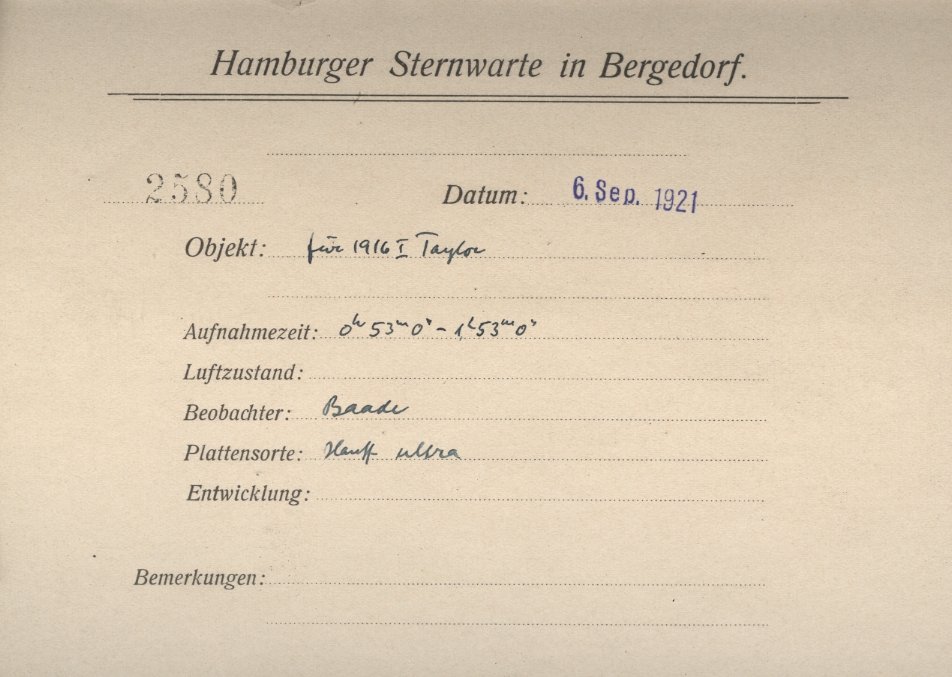 Hamburger Sternwarte in Bergedorf.
2580 Datum: 6. Sep. 1921
Objekt: für 1916 I Taylor
Aufnahmezeit: 0h 53m 0s - 1h 53m 0s
Luftzustand:
Beobachter: Baade
Plattensorte: Hauff ultra
Entwicklung:
Bemerkungen: